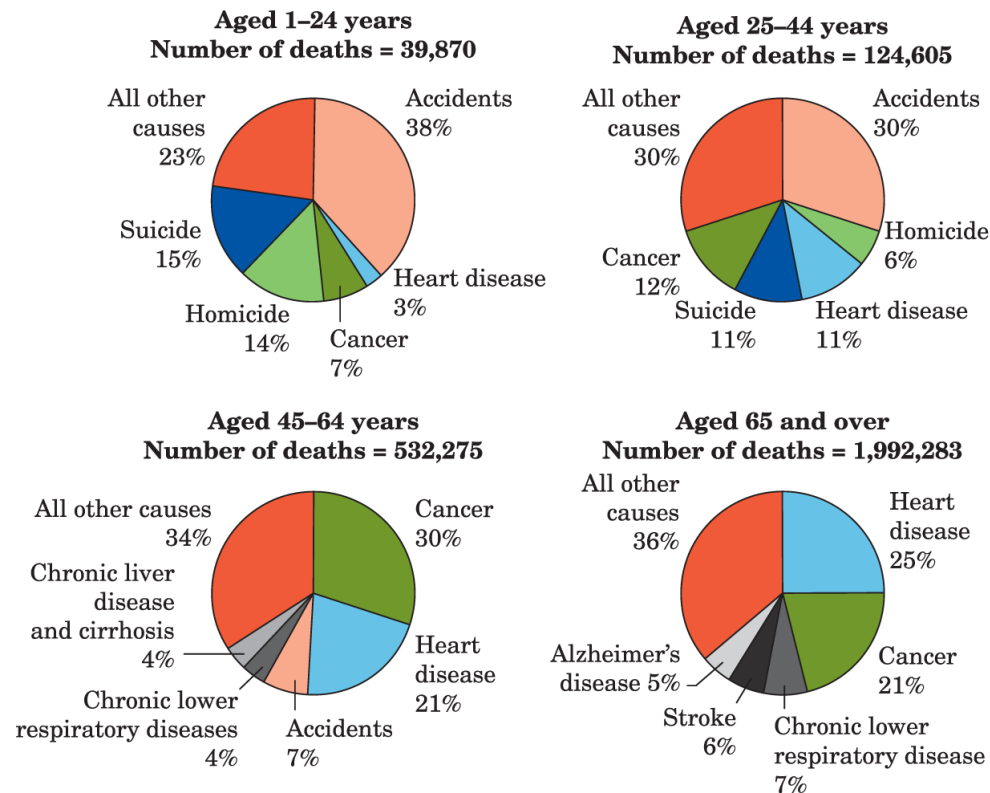 Aged 1–24 years
Number of deaths = 39,870
All other
causes
23%
Accidents
38%
Suicide
15%
Heart disease
3%
Homicide
14%
Cancer
7%
Aged 25–44 years
Number of deaths = 124,605
All other
causes
30%
Accidents
30%
Homicide
6%
Cancer
12%
Suicide
11%
Heart disease
11%
Aged 45–64 years
Number of deaths = 532,275
All other causes
34%
Cancer
30%
Chronic liver
disease
and cirrhosis
4%
Heart
disease
21%
Chronic lower
respiratory diseases
4%
Accidents
7%
Aged 65 and over
Number of deaths = 1,992,283
All other
causes
36%
Heart
disease
25%
Alzheimer’s
disease 5%
Cancer
21%
Stroke
6%
Chronic lower
respiratory disease
7%